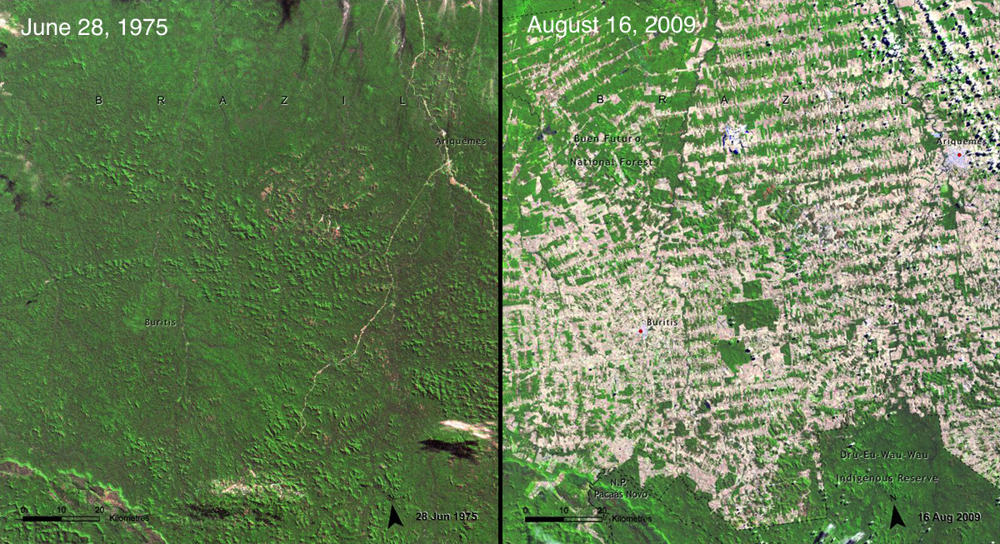 June 28, 1975
B R A Z I L
Ariquemes
Buritis
N
0 10 20
Kilometres
28 Jun 1975
August 16, 2009
B R A Z I L
Buen Futuro
National Forest
Ariquemes
Buritis
Dru-Eu-Wau-Wau
Indigenous Reserve
N.P.
Pacaás Novo
N
0 10 20
Kilometres
16 Aug 2009